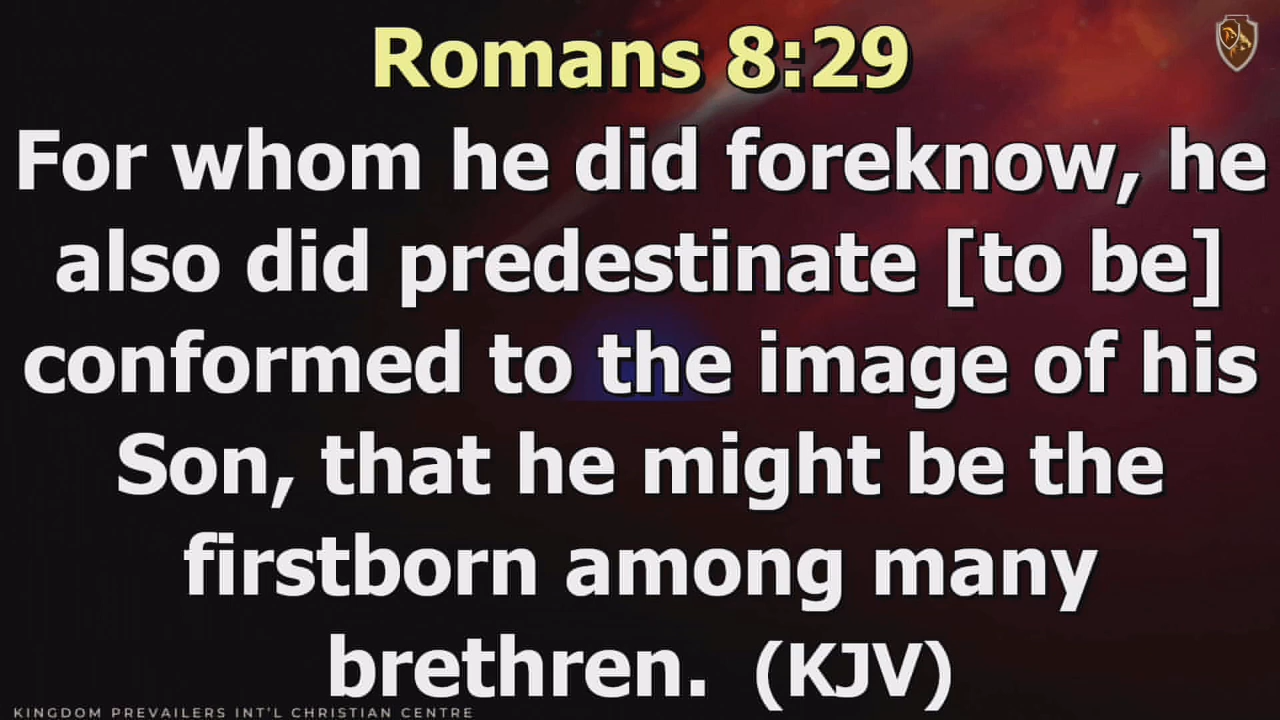 Romans 8:29
For whom he did foreknow, he
also did predestinate [to be]
conformed to the image of his
Son, that he might be the
firstborn among many
brethren. (KJV)
KINGDOM PREVAILERS INT'L CHRISTIAN CENTRE